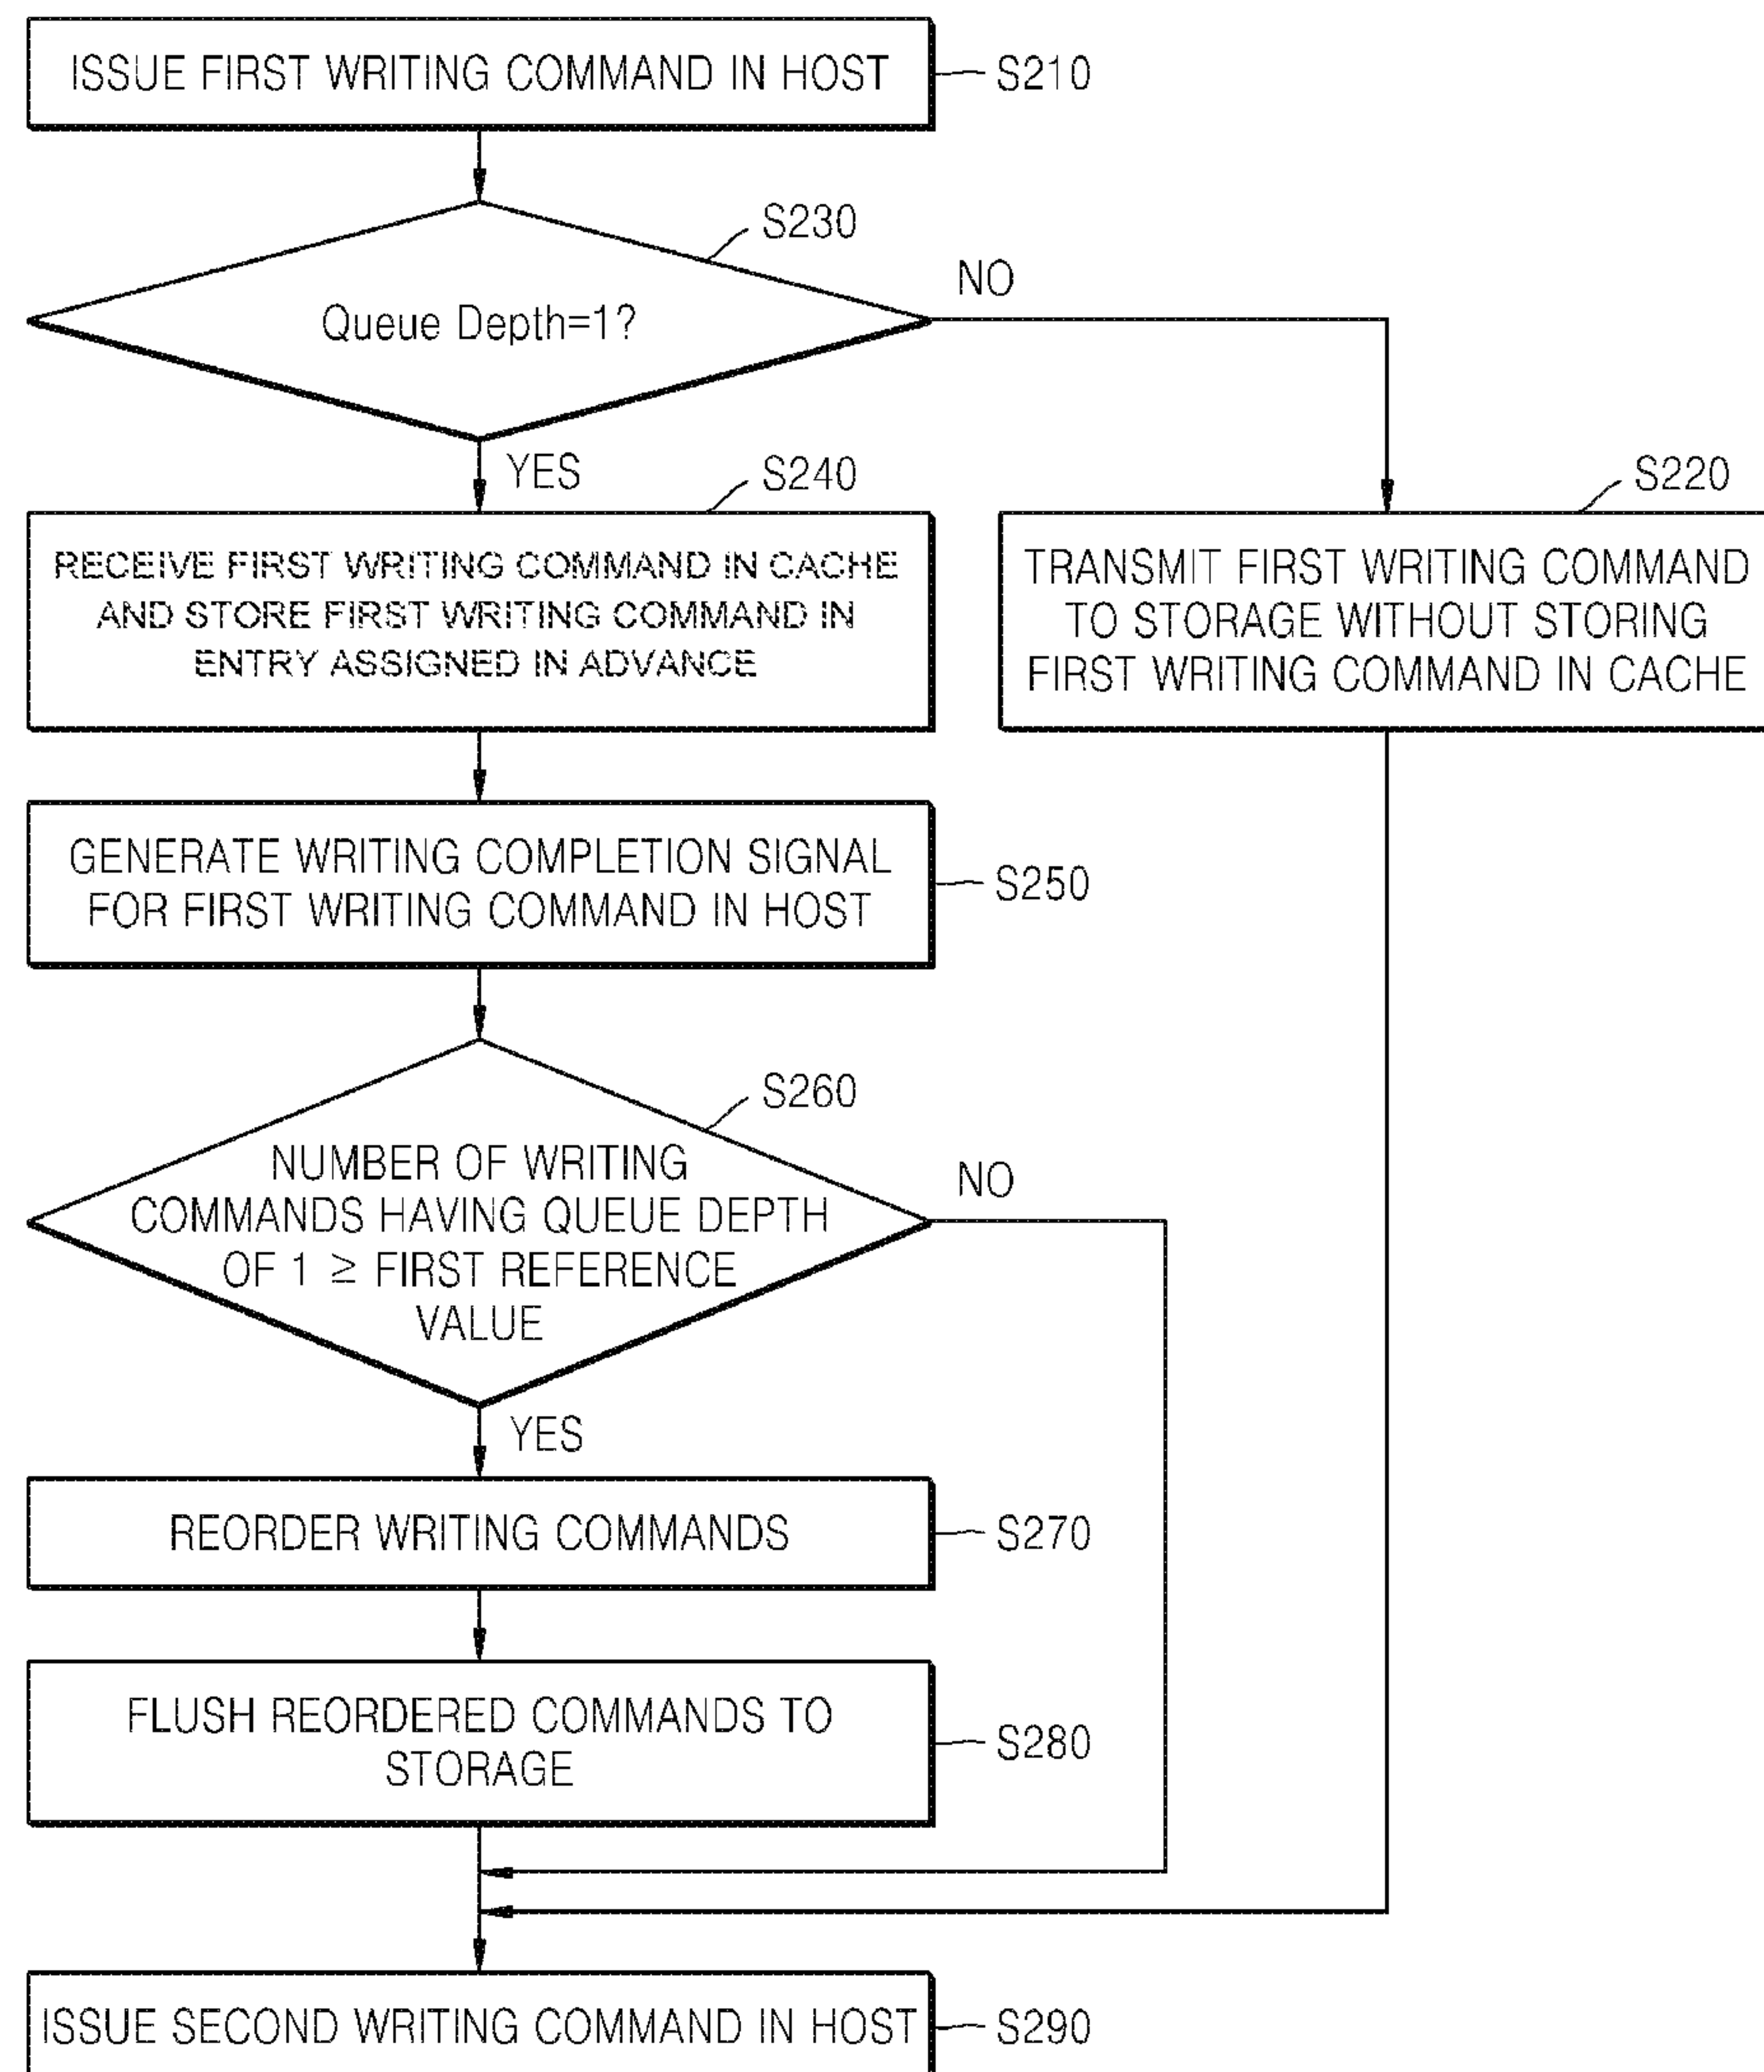 ISSUE FIRST WRITING COMMAND IN HOST
S210
S230
Queue Depth=1?
NO
YES
S240
RECEIVE FIRST WRITING COMMAND IN CACHE
AND STORE FIRST WRITING COMMAND IN
ENTRY ASSIGNED IN ADVANCE
S220
TRANSMIT FIRST WRITING COMMAND
TO STORAGE WITHOUT STORING
FIRST WRITING COMMAND IN CACHE
GENERATE WRITING COMPLETION SIGNAL
FOR FIRST WRITING COMMAND IN HOST
S250
S260
NUMBER OF WRITING
COMMANDS HAVING QUEUE DEPTH
OF 1 ≥ FIRST REFERENCE
VALUE
NO
YES
REORDER WRITING COMMANDS
S270
FLUSH REORDERED COMMANDS TO
STORAGE
S280
ISSUE SECOND WRITING COMMAND IN HOST
S290